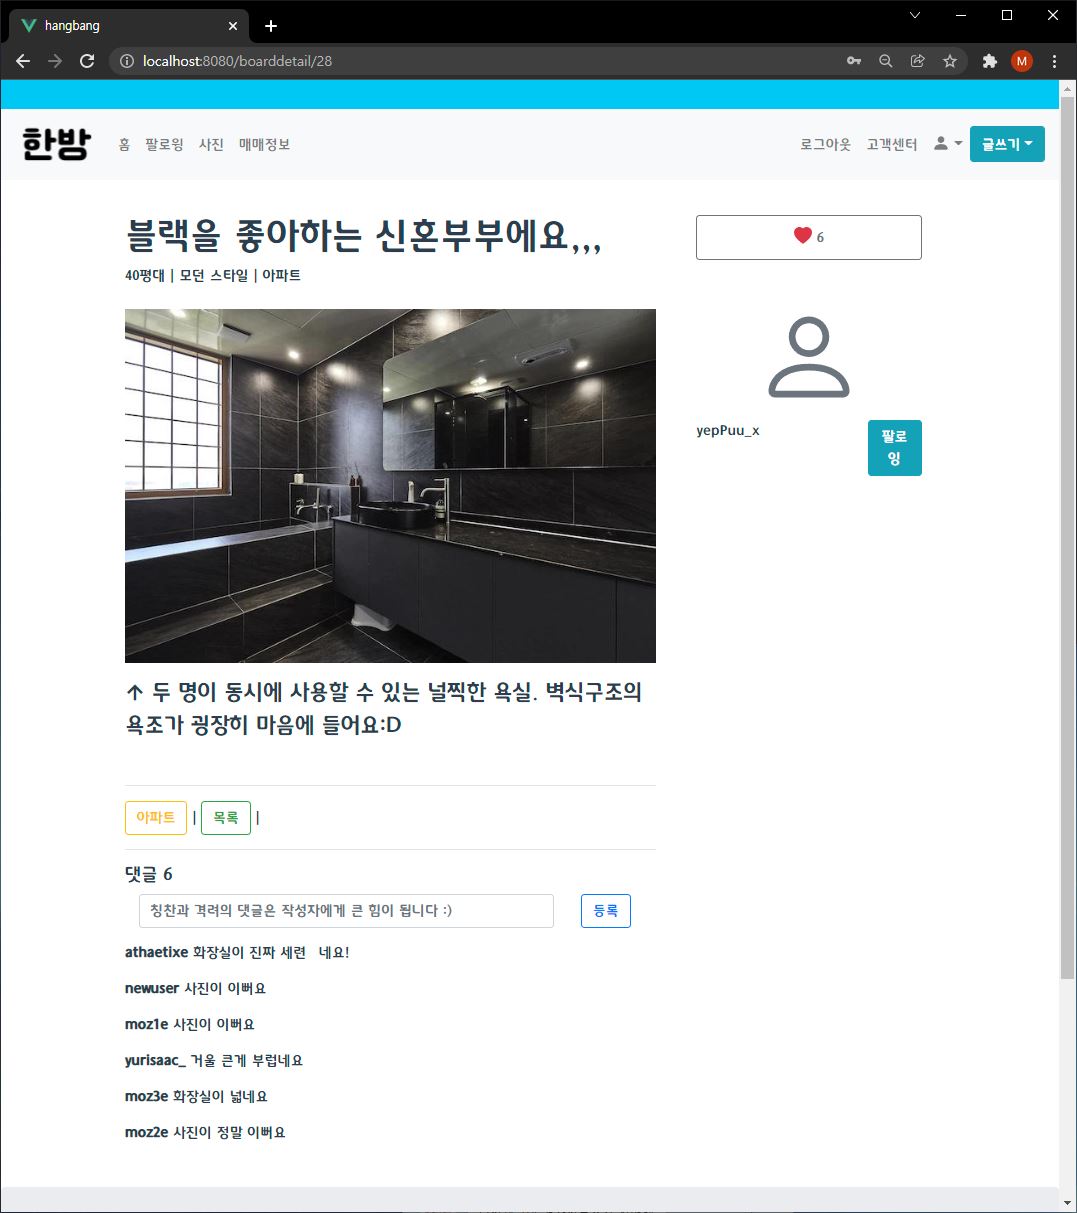 hangbang
localhost:8080/boarddetail/28
M
한방
홈 팔로윙 사진 매매정보
로그아웃 고객센터 글쓰기
블랙을 좋아하는 신혼부부에요,,,
40평대 | 모던 스타일 | 아파트
6
yepPuu_x
팔로
잉
↑ 두 명이 동시에 사용할 수 있는 널찍한 욕실. 벽식구조의
욕조가 굉장히 마음에 들어요:D
아파트 | 목록 |
댓글 6
칭찬과 격려의 댓글은 작성자에게 큰 힘이 됩니다 :)
등록
athaetixe 화장실이 진짜 세련 네요!
newuser 사진이 이뻐요
moz1e 사진이 이뻐요
yurisaac_ 거울 큰게 부럽네요
moz3e 화장실이 넓네요
moz2e 사진이 정말 이뻐요